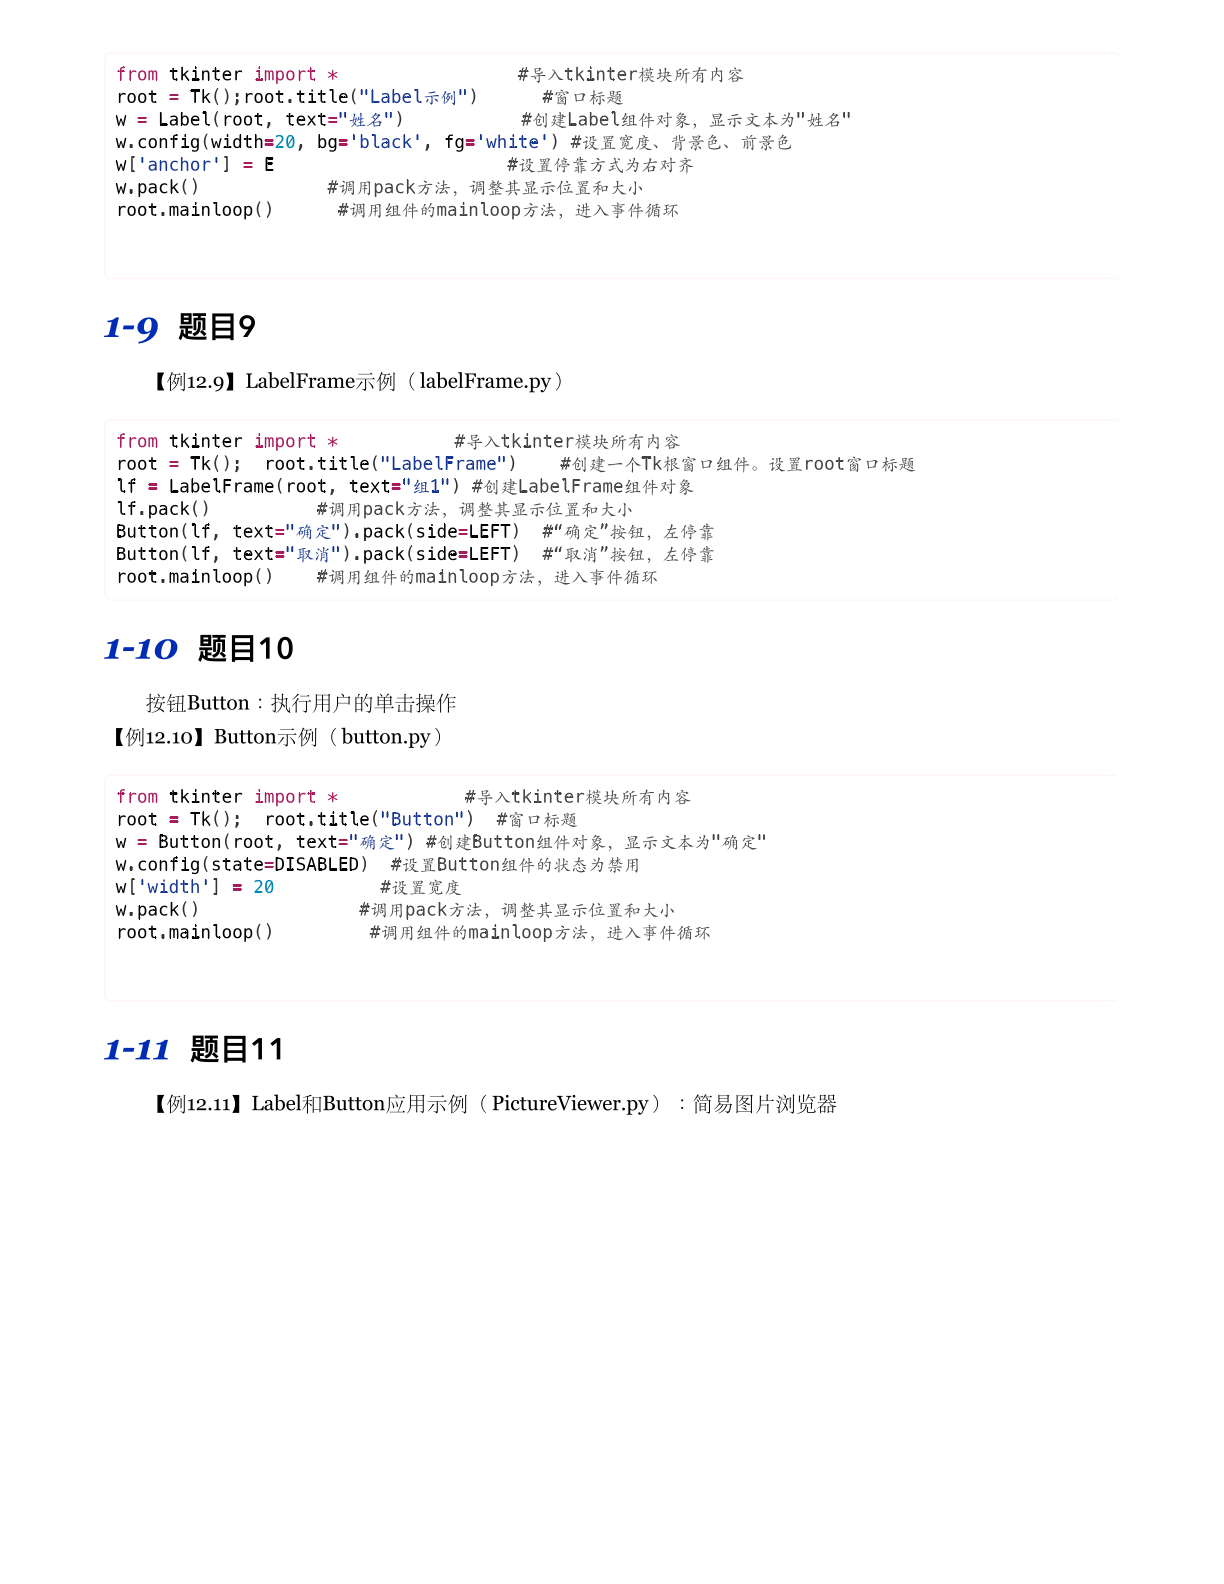 from tkinter import *                 #导入tkinter模块所有内容
root = Tk();root.title("Label示例")      #窗口标题
w = Label(root, text="姓名")           #创建Label组件对象，显示文本为"姓名"
w.config(width=20, bg='black', fg='white') #设置宽度、背景色、前景色
w['anchor'] = E                      #设置停靠方式为右对齐
w.pack()            #调用pack方法，调整其显示位置和大小
root.mainloop()      #调用组件的mainloop方法，进入事件循环
1-9 题目9
【例12.9】LabelFrame示例（labelFrame.py）
from tkinter import *           #导入tkinter模块所有内容
root = Tk();  root.title("LabelFrame")    #创建一个Tk根窗口组件。设置root窗口标题
lf = LabelFrame(root, text="组1") #创建LabelFrame组件对象
lf.pack()          #调用pack方法，调整其显示位置和大小
Button(lf, text="确定").pack(side=LEFT)  #“确定”按钮，左停靠
Button(lf, text="取消").pack(side=LEFT)  #“取消”按钮，左停靠
root.mainloop()    #调用组件的mainloop方法，进入事件循环
1-10 题目10
按钮Button：执行用户的单击操作
【例12.10】Button示例（button.py）
from tkinter import *            #导入tkinter模块所有内容
root = Tk();  root.title("Button")  #窗口标题
w = Button(root, text="确定") #创建Button组件对象，显示文本为"确定"
w.config(state=DISABLED)  #设置Button组件的状态为禁用
w['width'] = 20          #设置宽度
w.pack()               #调用pack方法，调整其显示位置和大小
root.mainloop()         #调用组件的mainloop方法，进入事件循环
1-11 题目11
【例12.11】Label和Button应用示例（PictureViewer.py）：简易图片浏览器